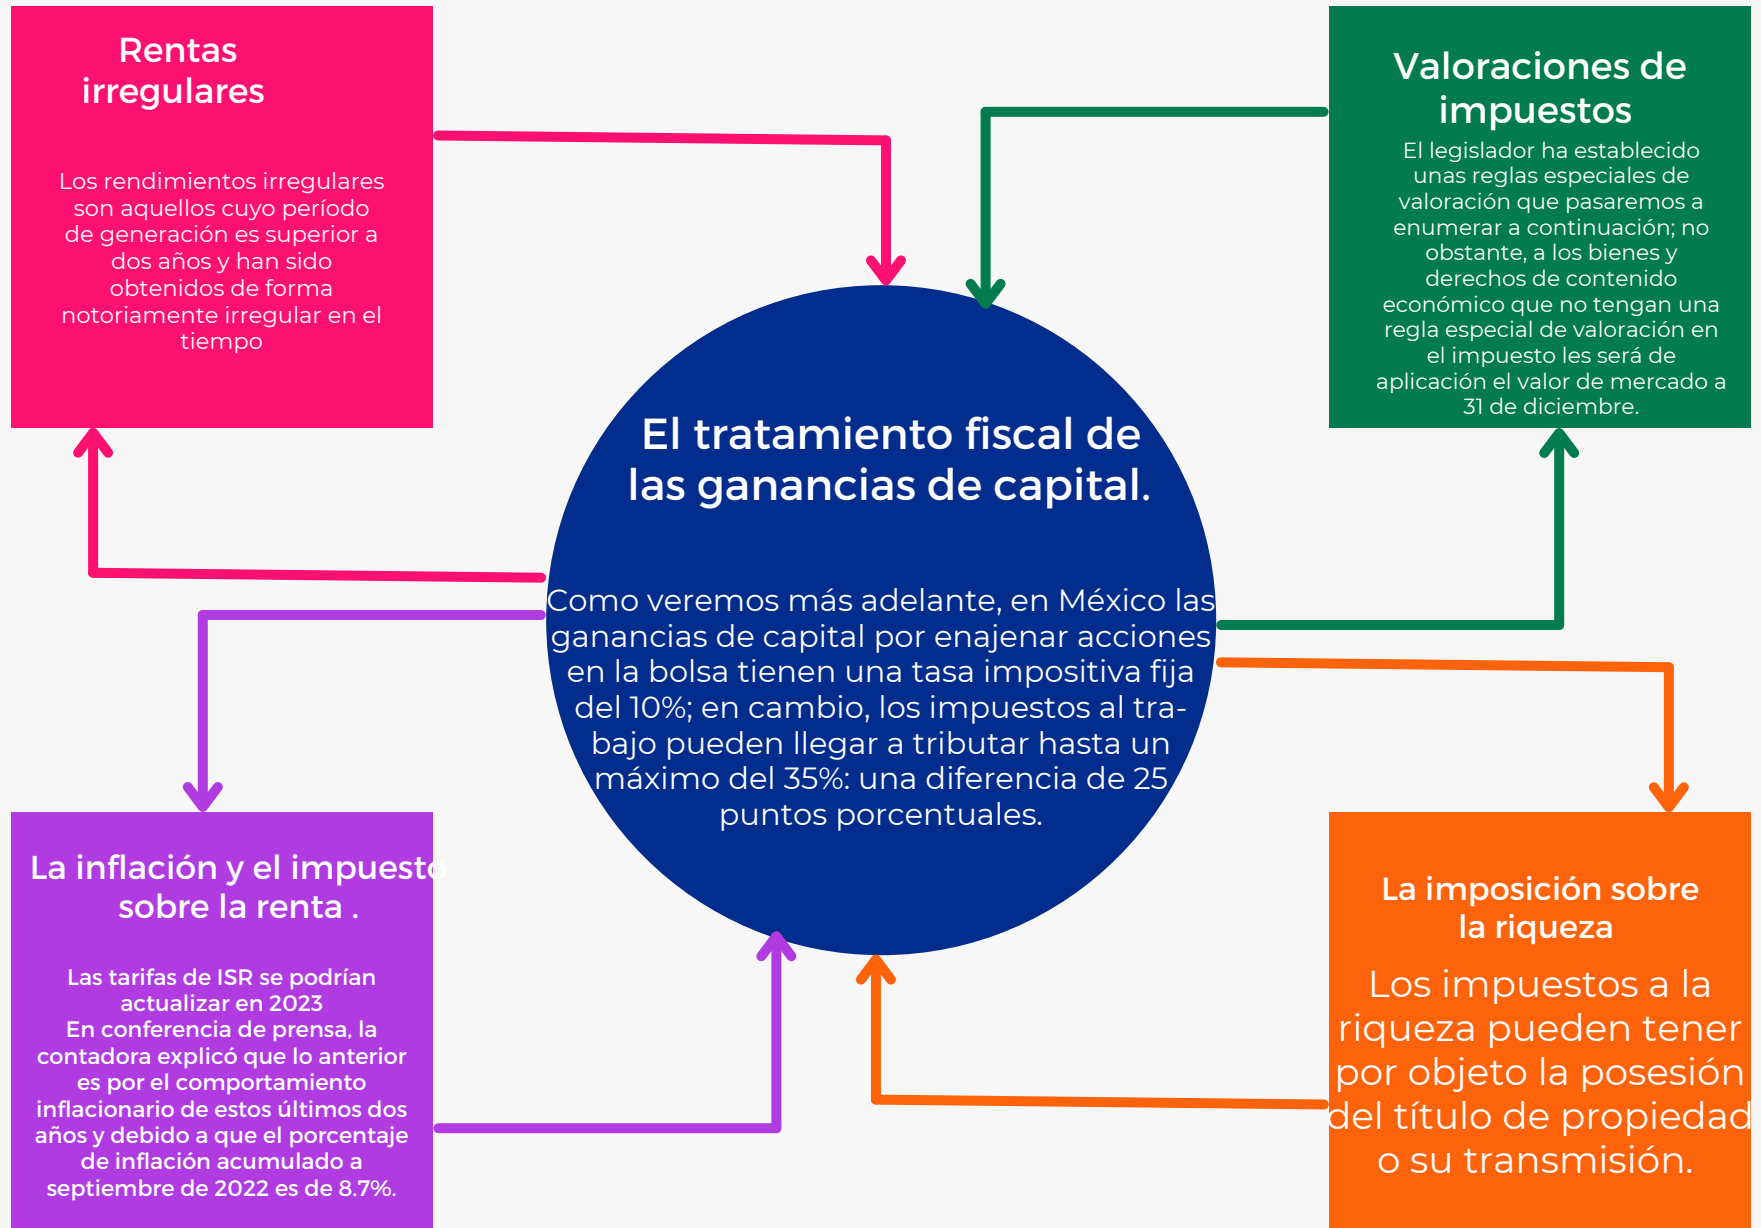 Rentas
irregulares
Los rendimientos irregulares
son aquellos cuyo período
de generación es superior a
dos años y han sido
obtenidos de forma
notoriamente irregular en el
tiempo
Valoraciones de
impuestos
El legislador ha establecido
unas reglas especiales de
valoración que pasaremos a
enumerar a continuación; no
obstante, a los bienes y
derechos de contenido
económico que no tengan una
regla especial de valoración en
el impuesto les será de
aplicación el valor de mercado a
31 de diciembre.
El tratamiento fiscal de
las ganancias de capital.
Como veremos más adelante, en México las
ganancias de capital por enajenar acciones
en la bolsa tienen una tasa impositiva fija
del 10%; en cambio, los impuestos al tra-
bajo pueden llegar a tributar hasta un
máximo del 35%: una diferencia de 25
puntos porcentuales.
La inflación y el impuesto
sobre la renta .
Las tarifas de ISR se podrían
actualizar en 2023
En conferencia de prensa, la
contadora explicó que lo anterior
es por el comportamiento
inflacionario de estos últimos dos
años y debido a que el porcentaje
de inflación acumulado a
septiembre de 2022 es de 8.7%.
La imposición sobre
la riqueza
Los impuestos a la
riqueza pueden tener
por objeto la posesión
del título de propiedad
o su transmisión.